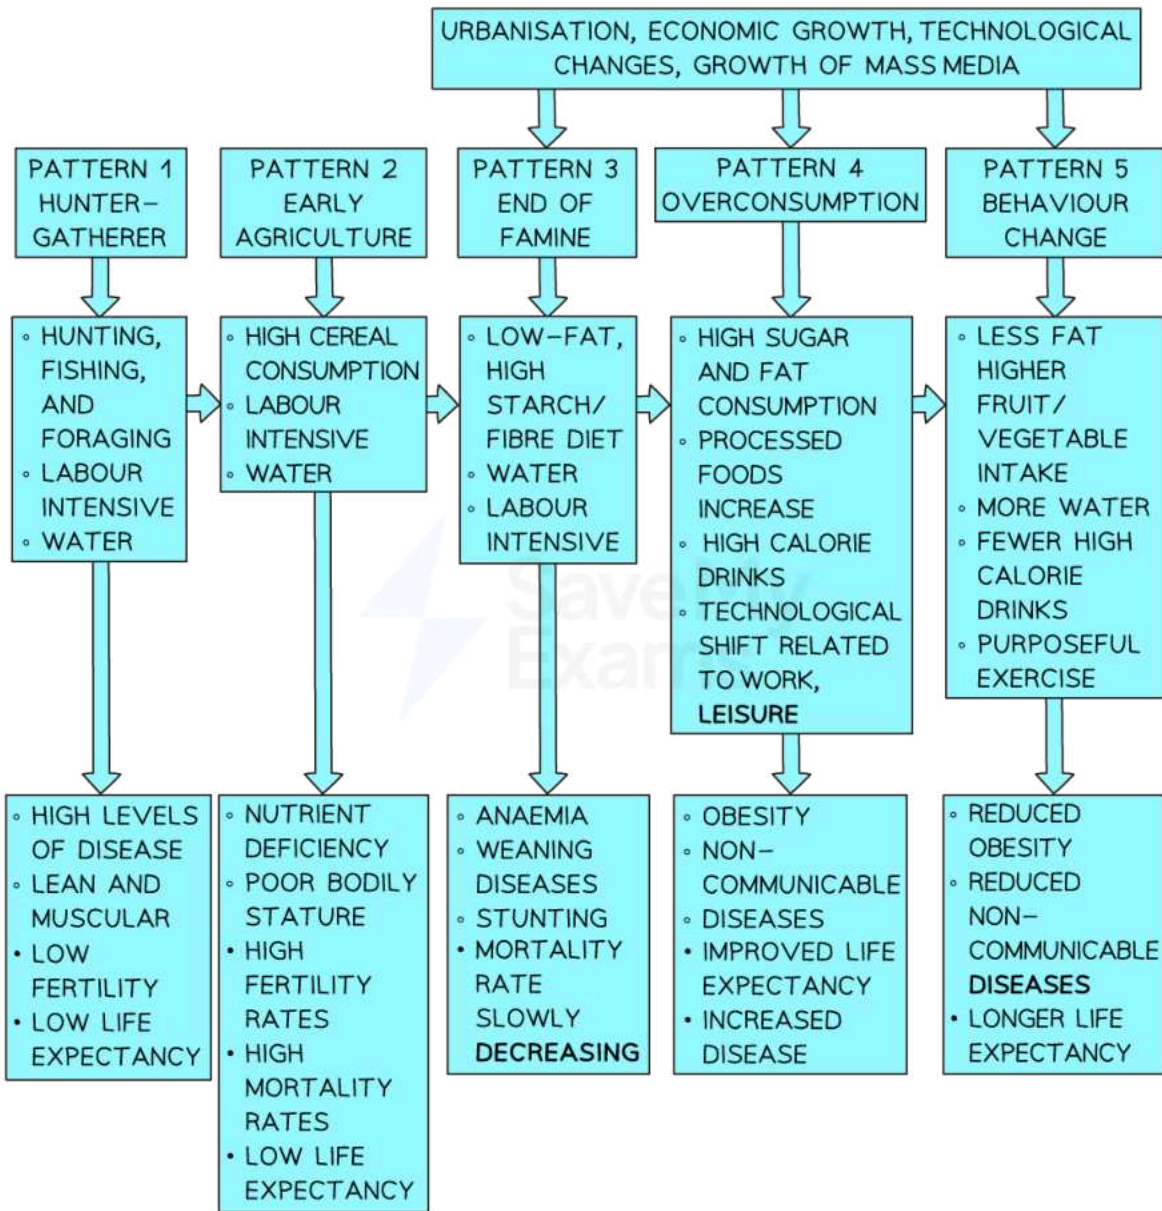 URBANISATION, ECONOMIC GROWTH, TECHNOLOGICAL
CHANGES, GROWTH OF MASS MEDIA
PATTERN 1
HUNTER-
GATHERER
PATTERN 2
EARLY
AGRICULTURE
PATTERN 3
END OF
FAMINE
PATTERN 4
OVERCONSUMPTION
PATTERN 5
BEHAVIOUR
CHANGE
◦ HUNTING,
FISHING,
AND
FORAGING
◦ LABOUR
INTENSIVE
◦ WATER
◦ HIGH CEREAL
CONSUMPTION
◦ LABOUR
INTENSIVE
◦ WATER
◦ LOW-FAT,
HIGH
STARCH/
FIBRE DIET
◦ WATER
◦ LABOUR
INTENSIVE
◦ HIGH SUGAR
AND FAT
CONSUMPTION
◦ PROCESSED
FOODS
INCREASE
◦ HIGH CALORIE
DRINKS
◦ TECHNOLOGICAL
SHIFT RELATED
TO WORK,
LEISURE
◦ LESS FAT
HIGHER
FRUIT/
VEGETABLE
INTAKE
◦ MORE WATER
◦ FEWER HIGH
CALORIE
DRINKS
◦ PURPOSEFUL
EXERCISE
Save My
Exams
◦ HIGH LEVELS
OF DISEASE
◦ LEAN AND
MUSCULAR
• LOW
FERTILITY
• LOW LIFE
EXPECTANCY
◦ NUTRIENT
DEFICIENCY
◦ POOR BODILY
STATURE
• HIGH
FERTILITY
RATES
• HIGH
MORTALITY
RATES
• LOW LIFE
EXPECTANCY
◦ ANAEMIA
◦ WEANING
DISEASES
◦ STUNTING
• MORTALITY
RATE
SLOWLY
DECREASING
◦ OBESITY
◦ NON-
COMMUNICABLE
◦ DISEASES
• IMPROVED LIFE
EXPECTANCY
• INCREASED
DISEASE
◦ REDUCED
OBESITY
◦ REDUCED
NON-
COMMUNICABLE
DISEASES
• LONGER LIFE
EXPECTANCY